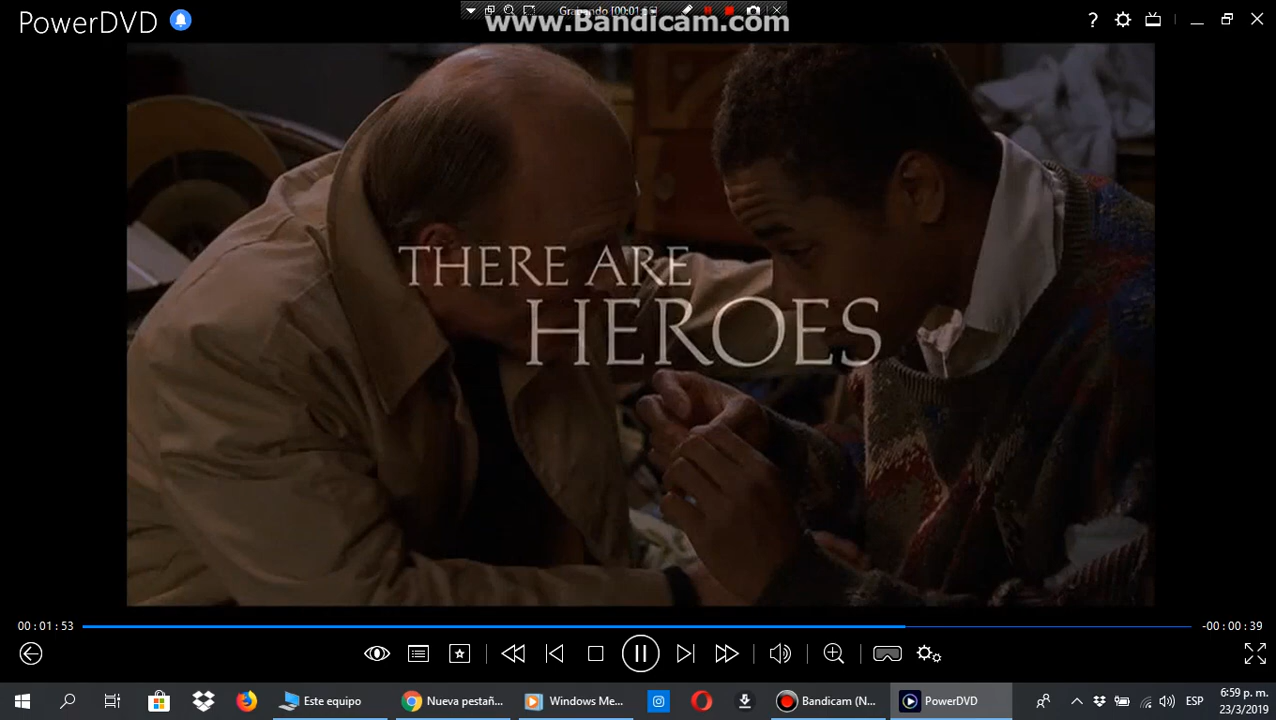 PowerDVD
www.Bandicam.com
THERE ARE
HEROES
00:01:53
-00:00:39
Este equipo
Nueva pestañ...
Windows Me...
Bandicam (N...
PowerDVD
ESP
6:59 p. m.
23/3/2019